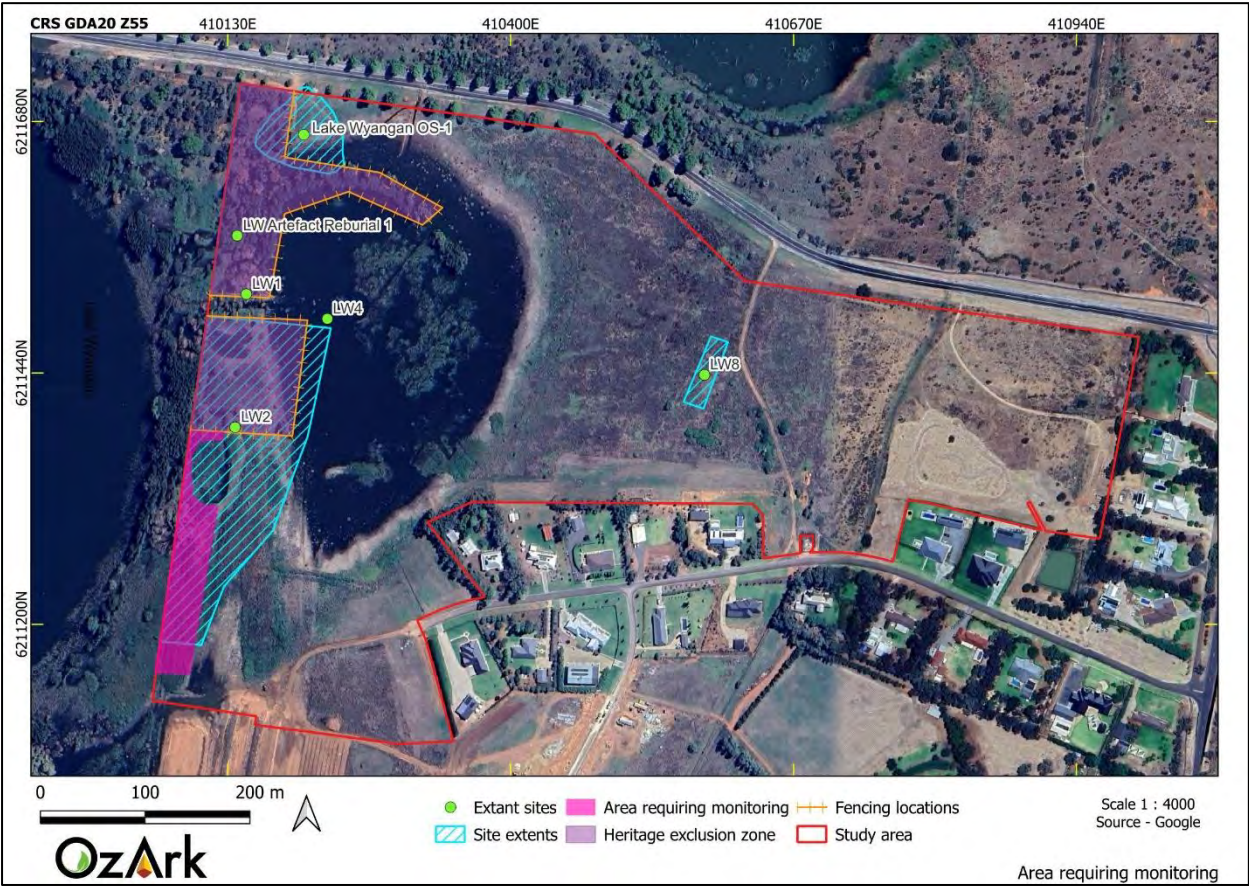 CRS GDA20 Z55
410130E
410400E
410670E
410940E
6211680N
6211440N
6211200N
Lake Wyangan OS-1
LW Artefact Reburial 1
LW1
LW4
LW8
LW2
Lake Wyangan
0 100 200 m
Extant sites
Area requiring monitoring
Fencing locations
Site extents
Heritage exclusion zone
Study area
Scale 1 : 4000
Source - Google
OzArk
Area requiring monitoring